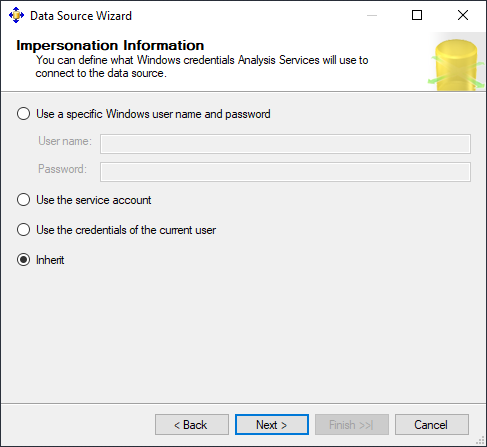 Data Source Wizard
Impersonation Information
You can define what Windows credentials Analysis Services will use to
connect to the data source.
Use a specific Windows user name and password
User name:
Password:
Use the service account
Use the credentials of the current user
Inherit
< Back
Next >
Finish >>|
Cancel